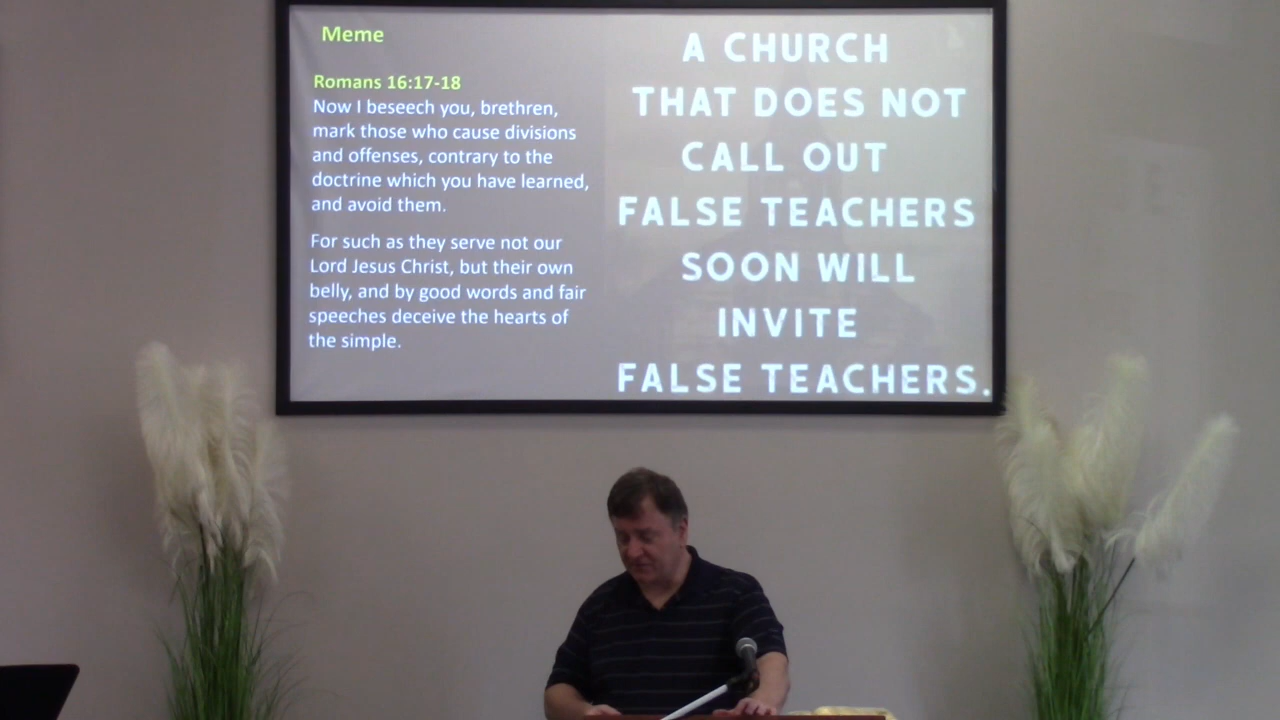 Meme
Romans 16:17-18
Now I beseech you, brethren,
mark those who cause divisions
and offenses, contrary to the
doctrine which you have learned,
and avoid them.
For such as they serve not our
Lord Jesus Christ, but their own
belly, and by good words and fair
speeches deceive the hearts of
the simple.
A CHURCH
THAT DOES NOT
CALL OUT
FALSE TEACHERS
SOON WILL
INVITE
FALSE TEACHERS.